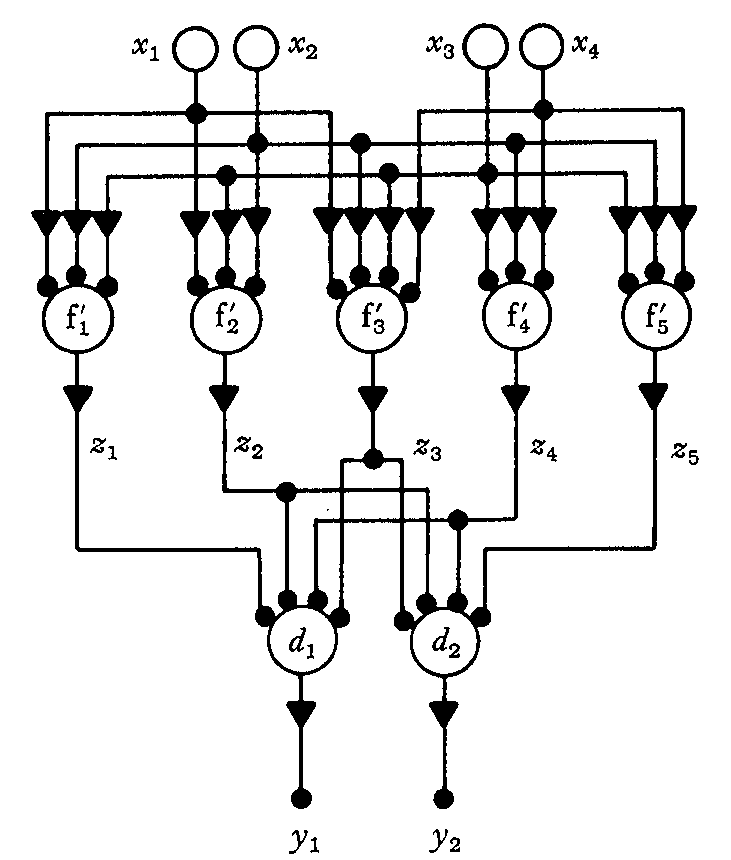 x₁ x₂ x₃ x₄
f′₁ f′₂ f′₃ f′₄ f′₅
z₁ z₂ z₃ z₄ z₅
d₁ d₂
y₁ y₂